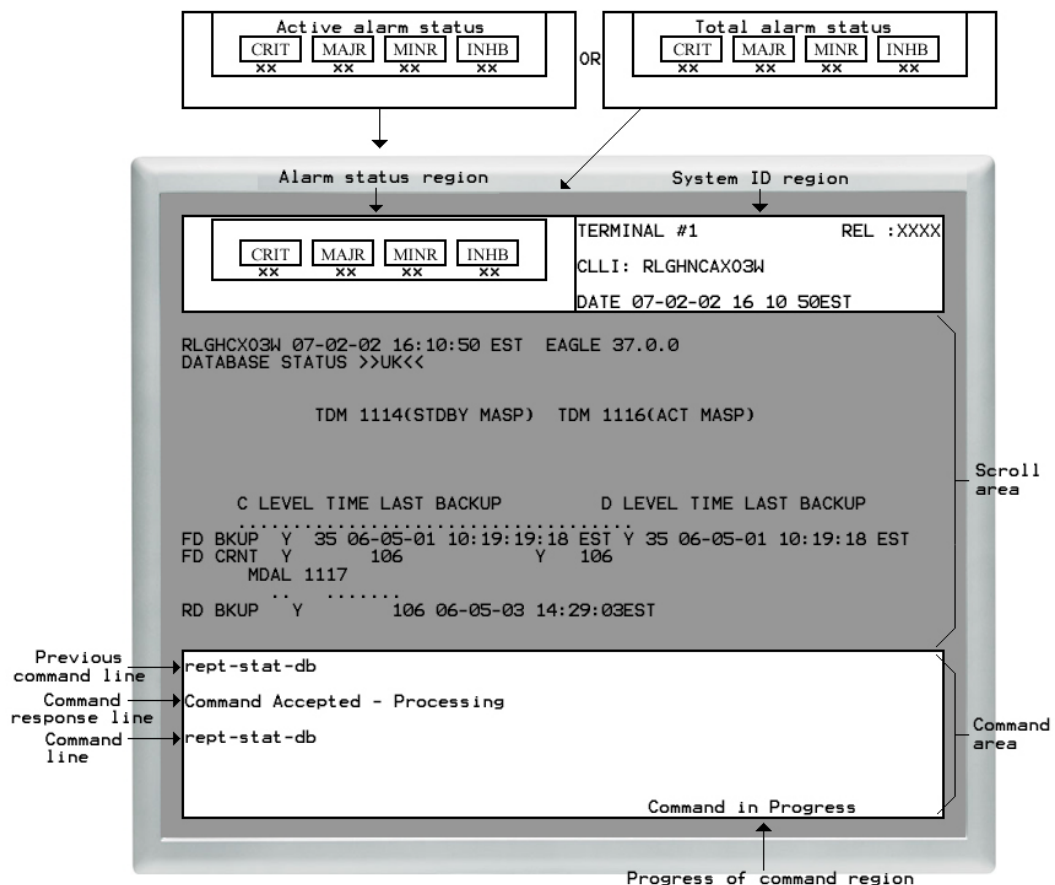 Active alarm status
CRIT MAJR MINR INHB
xx xx xx xx
OR
Total alarm status
CRIT MAJR MINR INHB
xx xx xx xx
Alarm status region
System ID region
CRIT MAJR MINR INHB
xx xx xx xx
TERMINAL #1 REL :XXXX
CLLI: RLGHNCAXO3W
DATE 07-02-02 16 10 50EST
RLGHCXO3W 07-02-02 16:10:50 EST EAGLE 37.0.0
DATABASE STATUS >>UK<<
TDM 1114(STDBY MASP) TDM 1116(ACT MASP)
C LEVEL TIME LAST BACKUP D LEVEL TIME LAST BACKUP
....................................
FD BKUP Y 35 06-05-01 10:19:19:18 EST Y 35 06-05-01 10:19:18 EST
FD CRNT Y 106 Y 106
MDAL 1117
.. .......
RD BKUP Y 106 06-05-03 14:29:03EST
Scroll
area
Previous
command line
rept-stat-db
Command
response line
Command Accepted - Processing
Command
line
rept-stat-db
Command
area
Command in Progress
Progress of command region